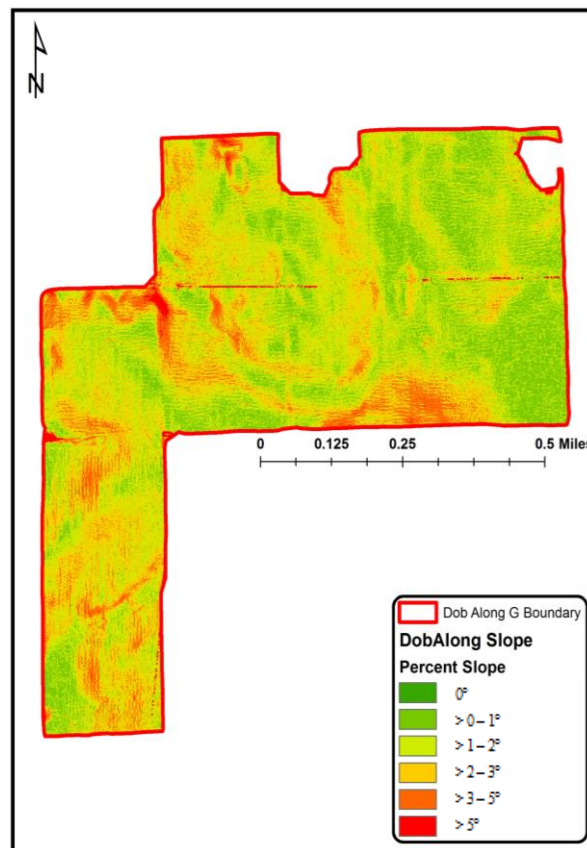 N
0 0.125 0.25 0.5 Miles
Dob Along G Boundary
DobAlong Slope
Percent Slope
0°
> 0 – 1°
> 1 – 2°
> 2 – 3°
> 3 – 5°
> 5°